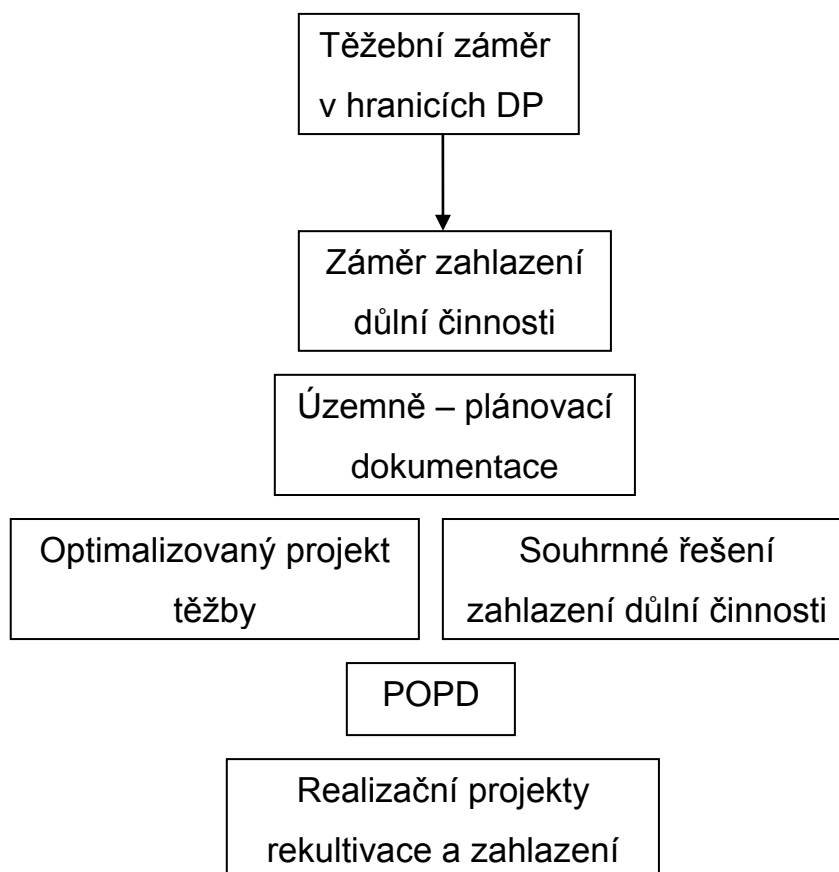 Těžební záměr
v hranicích DP
Záměr zahlazení
důlní činnosti
Územně – plánovací
dokumentace
Optimalizovaný projekt
těžby
Souhrnné řešení
zahlazení důlní činnosti
POPD
Realizační projekty
rekultivace a zahlazení